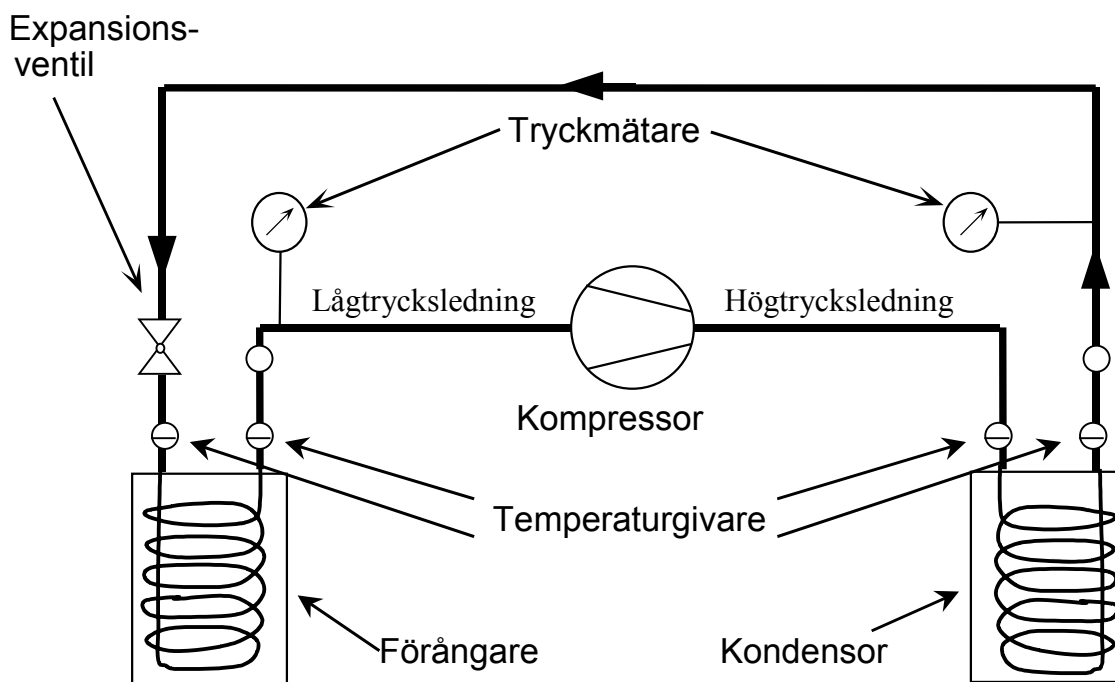 Expansions-
ventil
Tryckmätare
Lågtrycksledning
Högtrycksledning
Kompressor
Temperaturgivare
Förångare
Kondensor